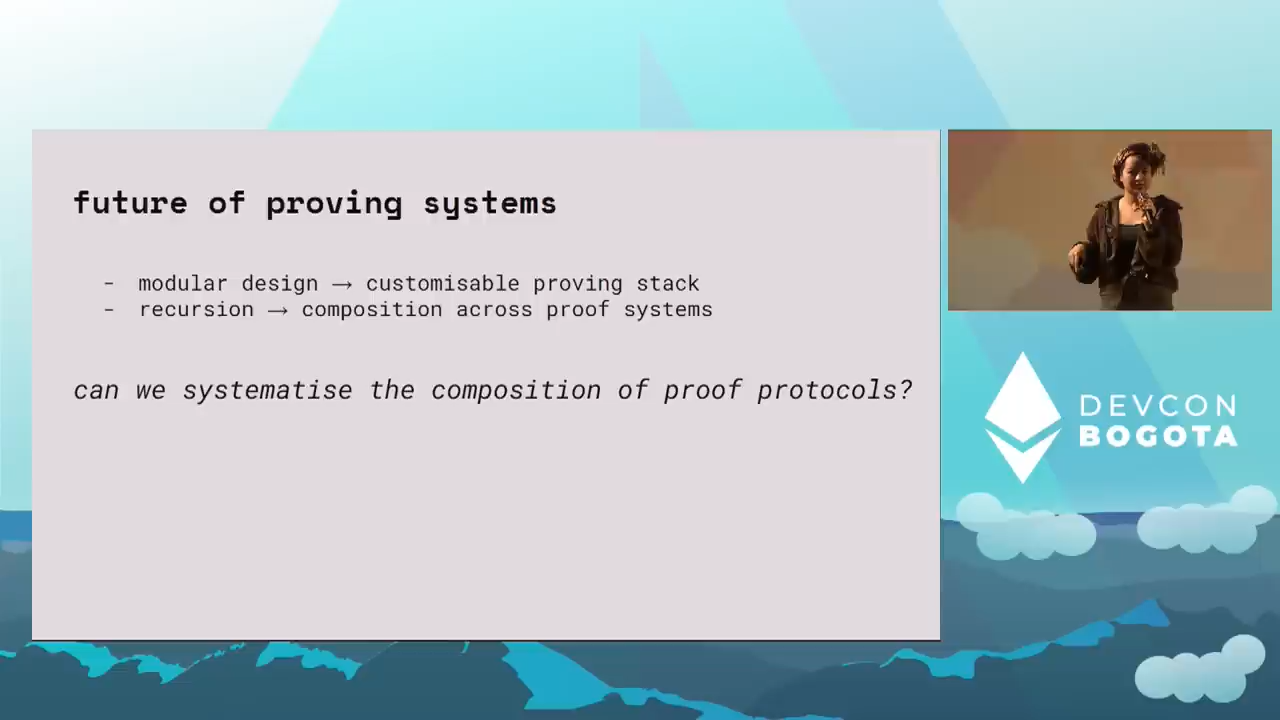 future of proving systems
- modular design → customisable proving stack
- recursion → composition across proof systems
can we systematise the composition of proof protocols?
DEVCON
BOGOTA